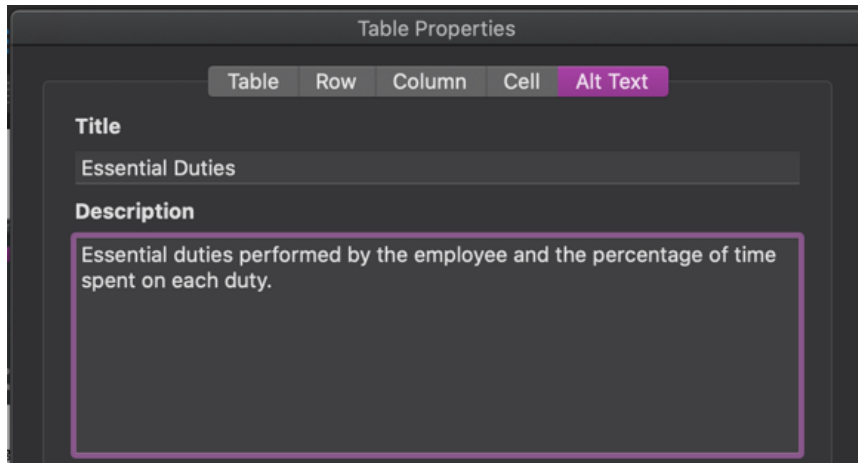 Table Properties
Table Row Column Cell Alt Text
Title
Essential Duties
Description
Essential duties performed by the employee and the percentage of time
spent on each duty.